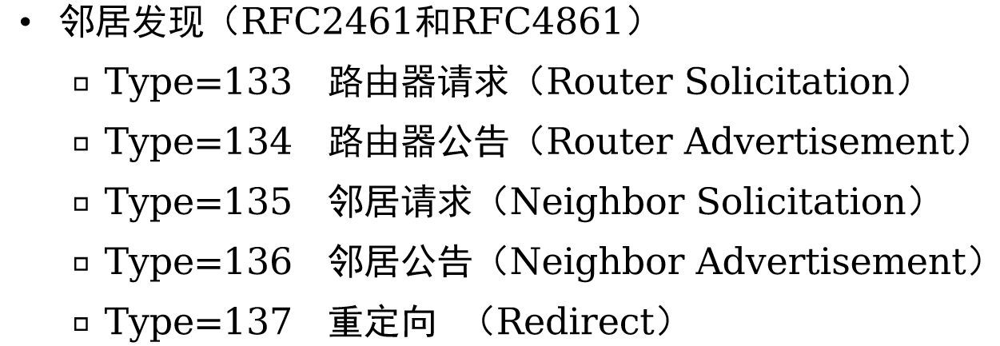 • 邻居发现（RFC2461和RFC4861）
▫ Type=133 路由器请求（Router Solicitation）
▫ Type=134 路由器公告（Router Advertisement）
▫ Type=135 邻居请求（Neighbor Solicitation）
▫ Type=136 邻居公告（Neighbor Advertisement）
▫ Type=137 重定向 （Redirect）